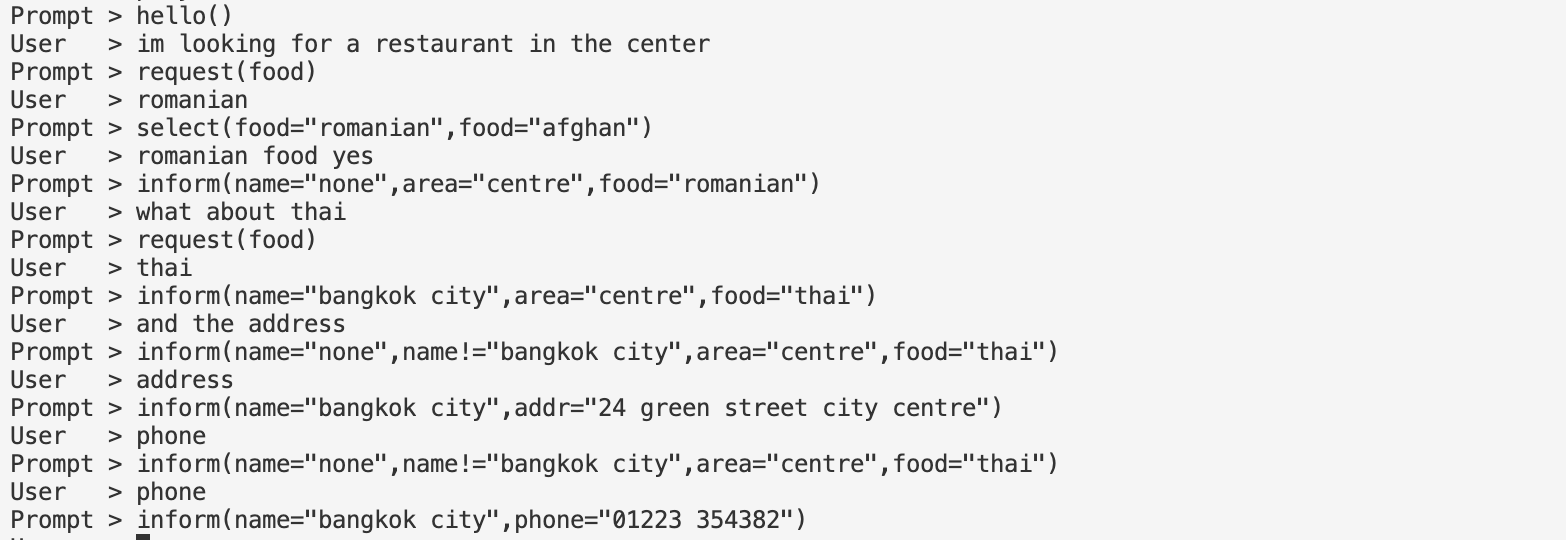 Prompt > hello()
User   > im looking for a restaurant in the center
Prompt > request(food)
User   > romanian
Prompt > select(food="romanian",food="afghan")
User   > romanian food yes
Prompt > inform(name="none",area="centre",food="romanian")
User   > what about thai
Prompt > request(food)
User   > thai
Prompt > inform(name="bangkok city",area="centre",food="thai")
User   > and the address
Prompt > inform(name="none",name!="bangkok city",area="centre",food="thai")
User   > address
Prompt > inform(name="bangkok city",addr="24 green street city centre")
User   > phone
Prompt > inform(name="none",name!="bangkok city",area="centre",food="thai")
User   > phone
Prompt > inform(name="bangkok city",phone="01223 354382")